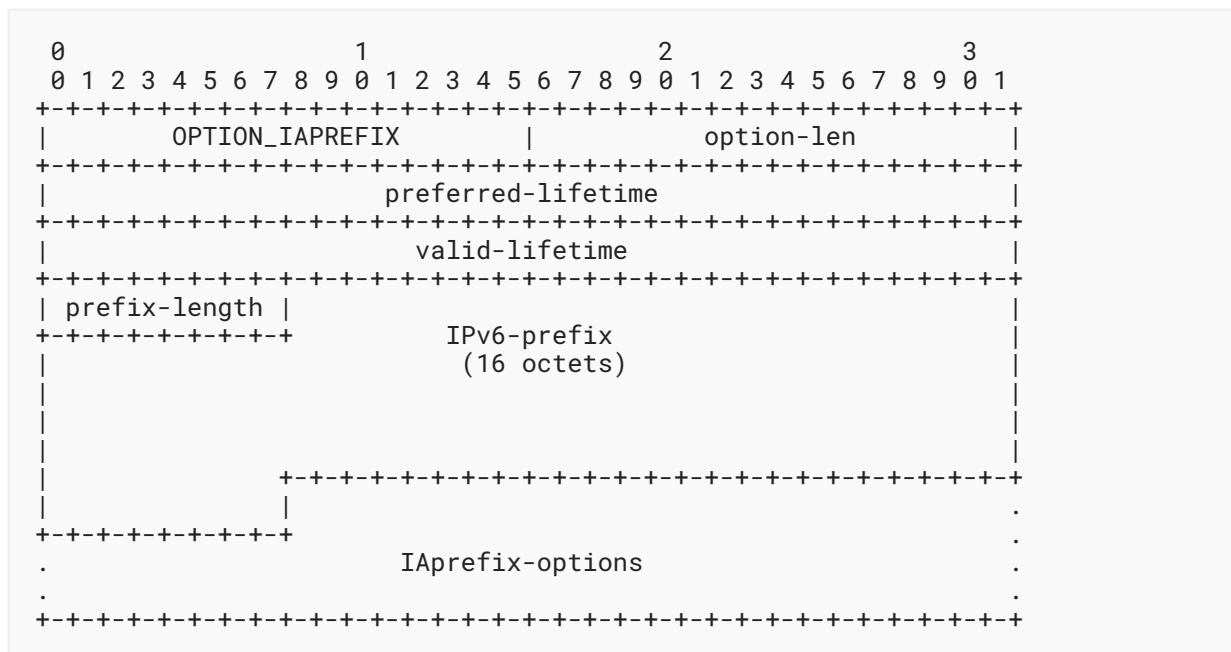 0                   1                   2                   3
 0 1 2 3 4 5 6 7 8 9 0 1 2 3 4 5 6 7 8 9 0 1 2 3 4 5 6 7 8 9 0 1
+-+-+-+-+-+-+-+-+-+-+-+-+-+-+-+-+-+-+-+-+-+-+-+-+-+-+-+-+-+-+-+-+
|        OPTION_IAPREFIX        |           option-len          |
+-+-+-+-+-+-+-+-+-+-+-+-+-+-+-+-+-+-+-+-+-+-+-+-+-+-+-+-+-+-+-+-+
|                      preferred-lifetime                       |
+-+-+-+-+-+-+-+-+-+-+-+-+-+-+-+-+-+-+-+-+-+-+-+-+-+-+-+-+-+-+-+-+
|                        valid-lifetime                         |
+-+-+-+-+-+-+-+-+-+-+-+-+-+-+-+-+-+-+-+-+-+-+-+-+-+-+-+-+-+-+-+-+
| prefix-length |                                               |
+-+-+-+-+-+-+-+-+          IPv6-prefix                          |
|                           (16 octets)                         |
|                                                               |
|                                                               |
|                                                               |
|               +-+-+-+-+-+-+-+-+-+-+-+-+-+-+-+-+-+-+-+-+-+-+-+-+
|               |                                               .
+-+-+-+-+-+-+-+-+                                               .
.                       IAprefix-options                        .
.                                                               .
+-+-+-+-+-+-+-+-+-+-+-+-+-+-+-+-+-+-+-+-+-+-+-+-+-+-+-+-+-+-+-+-+